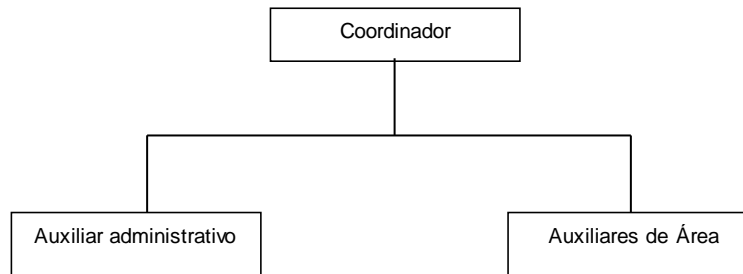 Coordinador
Auxiliar administrativo
Auxiliares de Área